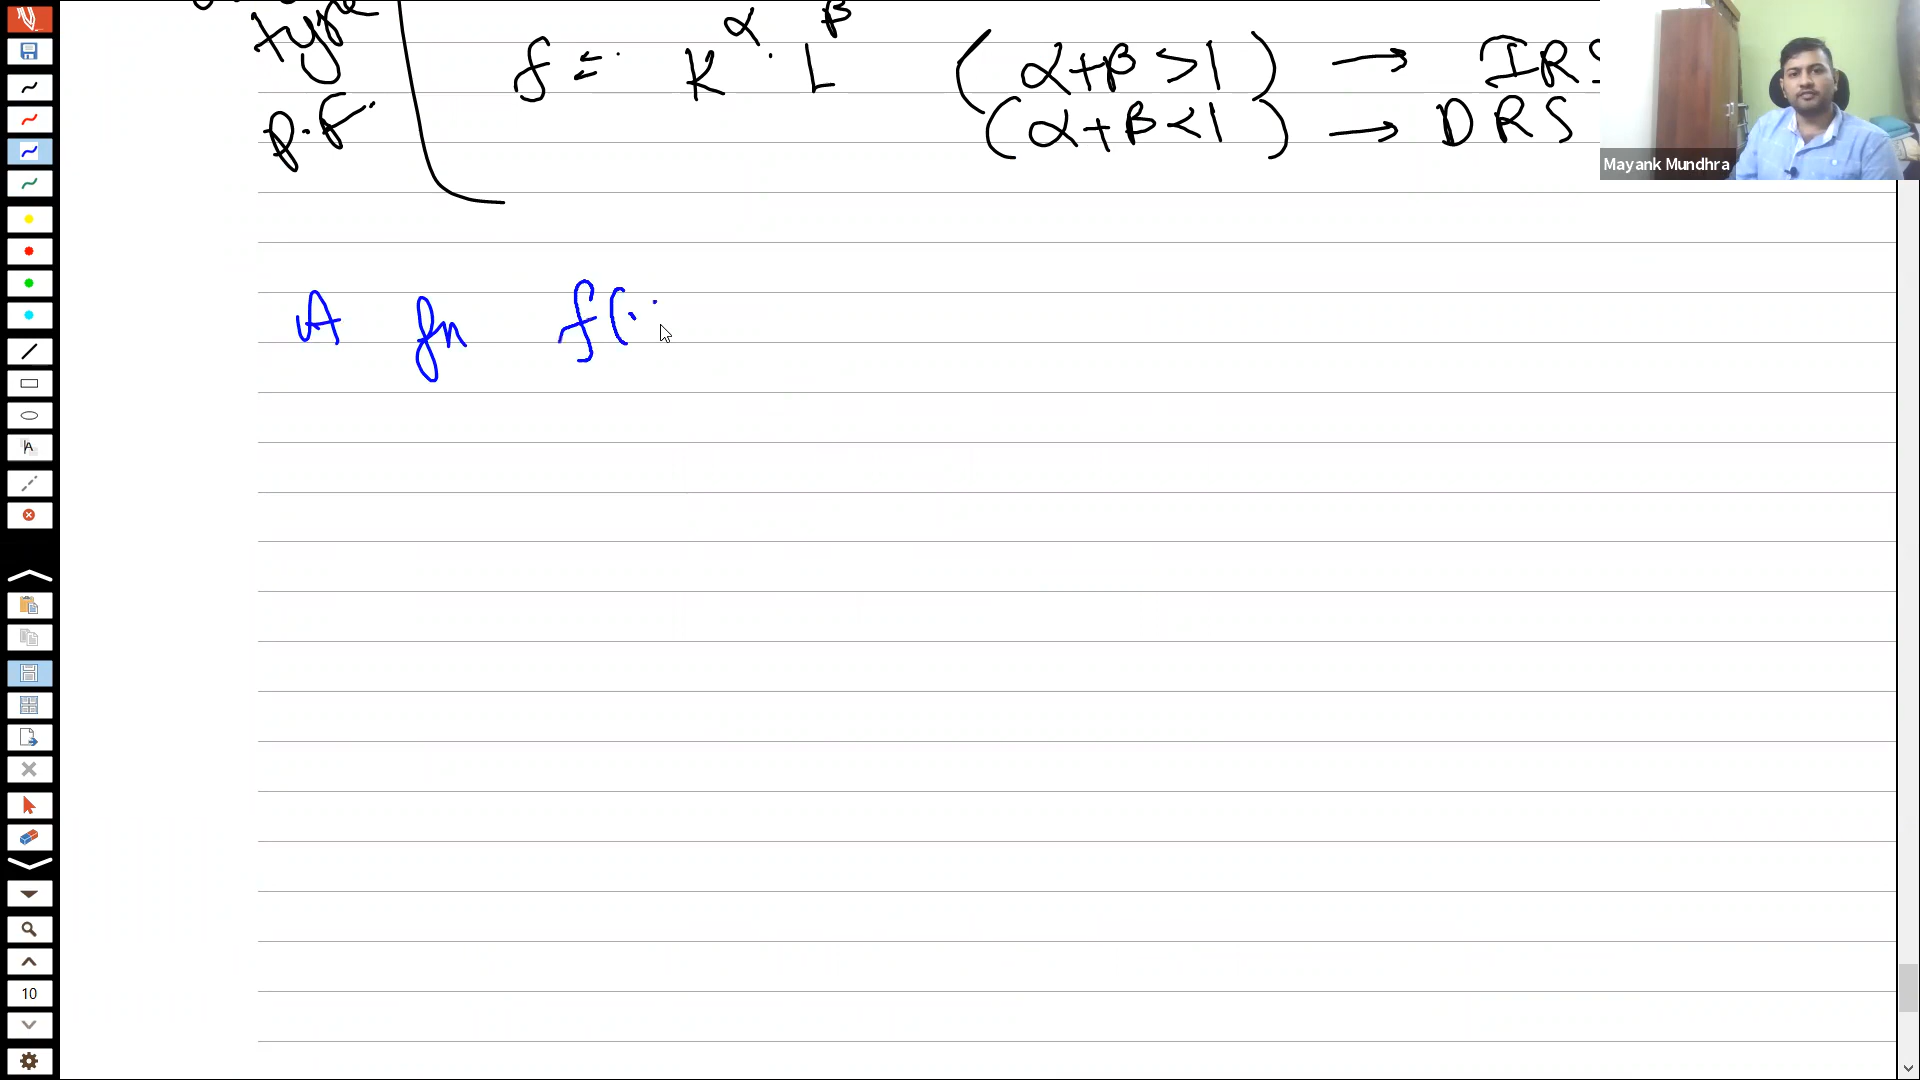 type
f = K^α · L^β (α+β>1) → IRS
p.f. (α+β<1) → DRS
Mayank Mundhra
A fn f(
10